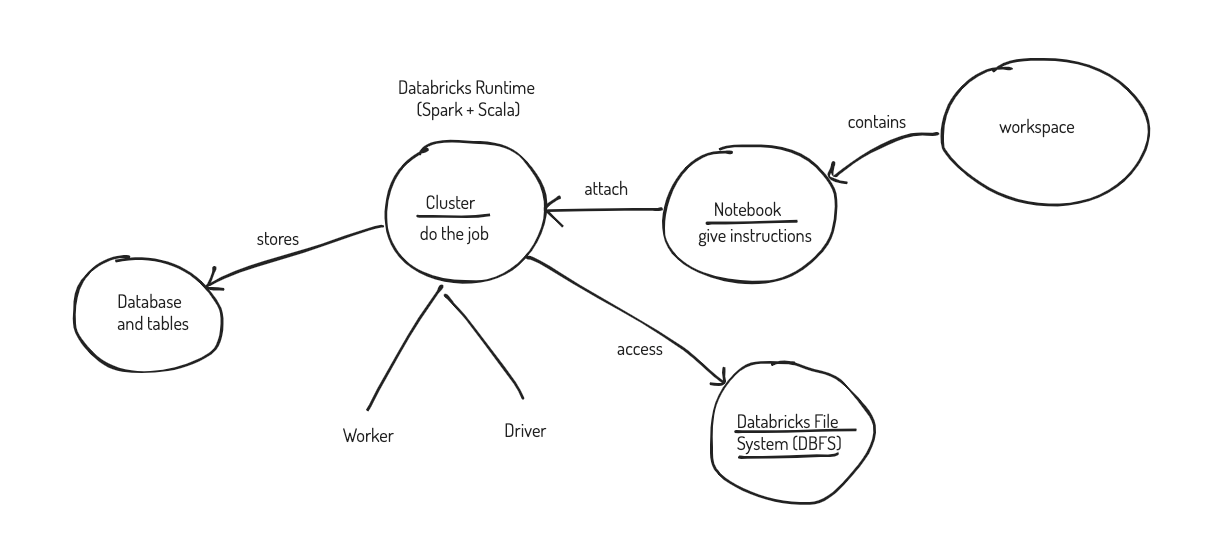 Databricks Runtime
(Spark + Scala)
contains
workspace
attach
Cluster
do the job
Notebook
give instructions
stores
Database
and tables
access
Worker
Driver
Databricks File
System (DBFS)